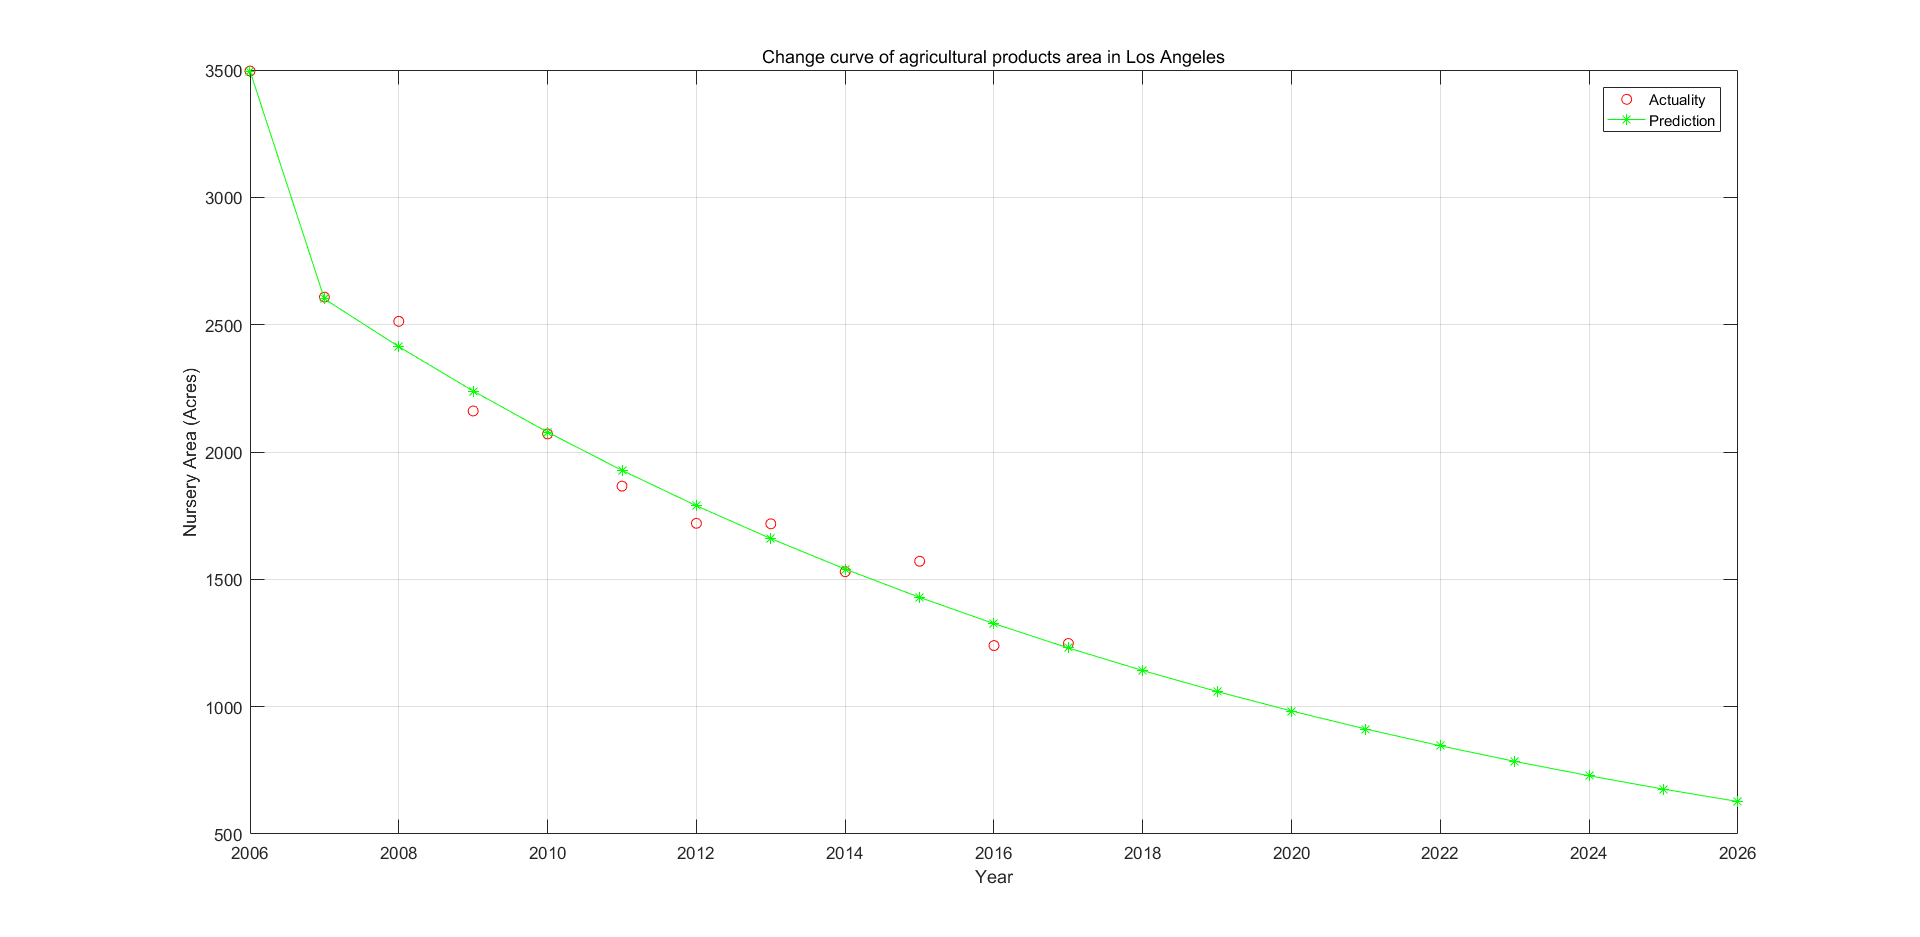 Change curve of agricultural products area in Los Angeles
Actuality
Prediction
3500
3000
2500
2000
1500
1000
500
Nursery Area (Acres)
2006 2008 2010 2012 2014 2016 2018 2020 2022 2024 2026
Year